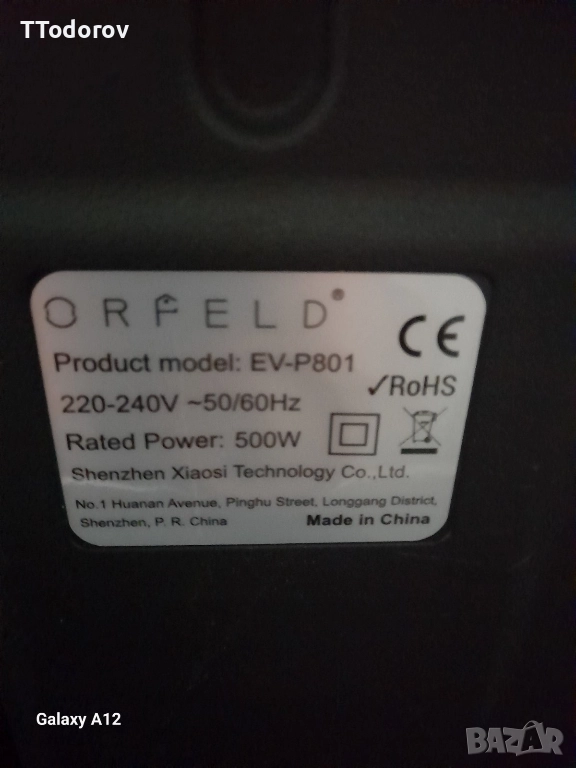 TTodorov
ORFELD®
CE
Product model: EV-P801
✓RoHS
220-240V ~50/60Hz
Rated Power: 500W
Shenzhen Xiaosi Technology Co.,Ltd.
No.1 Huanan Avenue, Pinghu Street, Longgang District,
Shenzhen, P. R. China Made in China
Galaxy A12
BAZAR